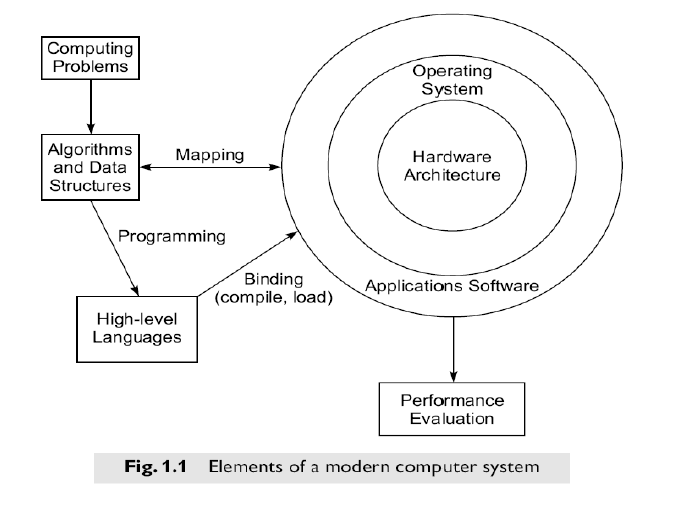 Computing
Problems
Algorithms
and Data
Structures
Mapping
Programming
High-level
Languages
Binding
(compile, load)
Operating
System
Hardware
Architecture
Applications Software
Performance
Evaluation
Fig. 1.1 Elements of a modern computer system